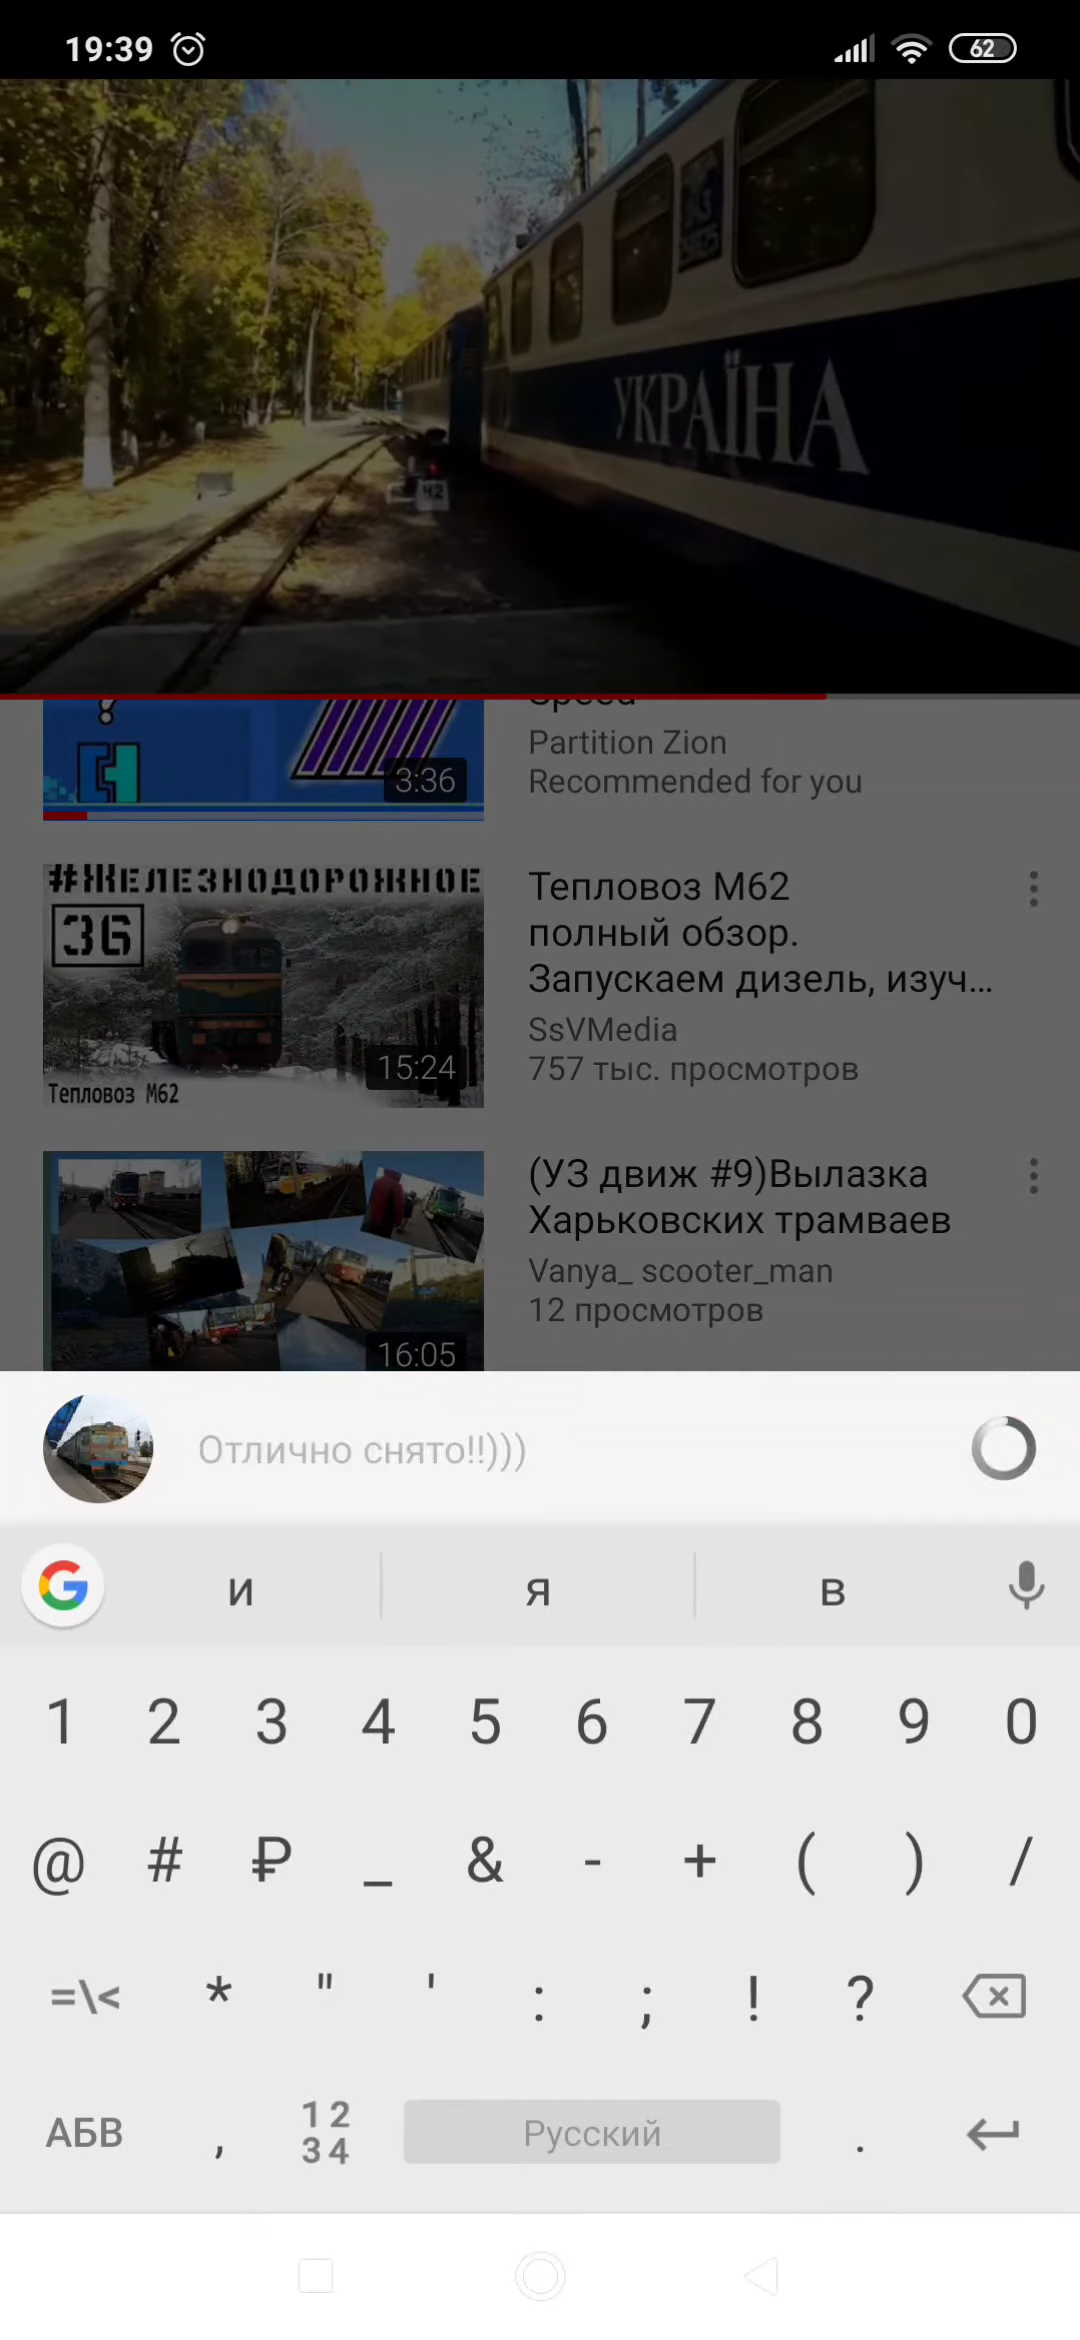 19:39
62
УКРАЇНА
42
Speed
Partition Zion
Recommended for you
3:36
#ЖЕЛЕЗНОДОРОЖНОЕ
36
Тепловоз М62
15:24
Тепловоз М62
полный обзор.
Запускаем дизель, изуч...
SsVMedia
757 тыс. просмотров
16:05
(УЗ движ #9)Вылазка
Харьковских трамваев
Vanya_ scooter_man
12 просмотров
Отлично снято!!)))
и я в
1 2 3 4 5 6 7 8 9 0
@ # ₽ _ & - + ( ) /
=\< * " ' : ; ! ?
АБВ , 12 34 Русский .